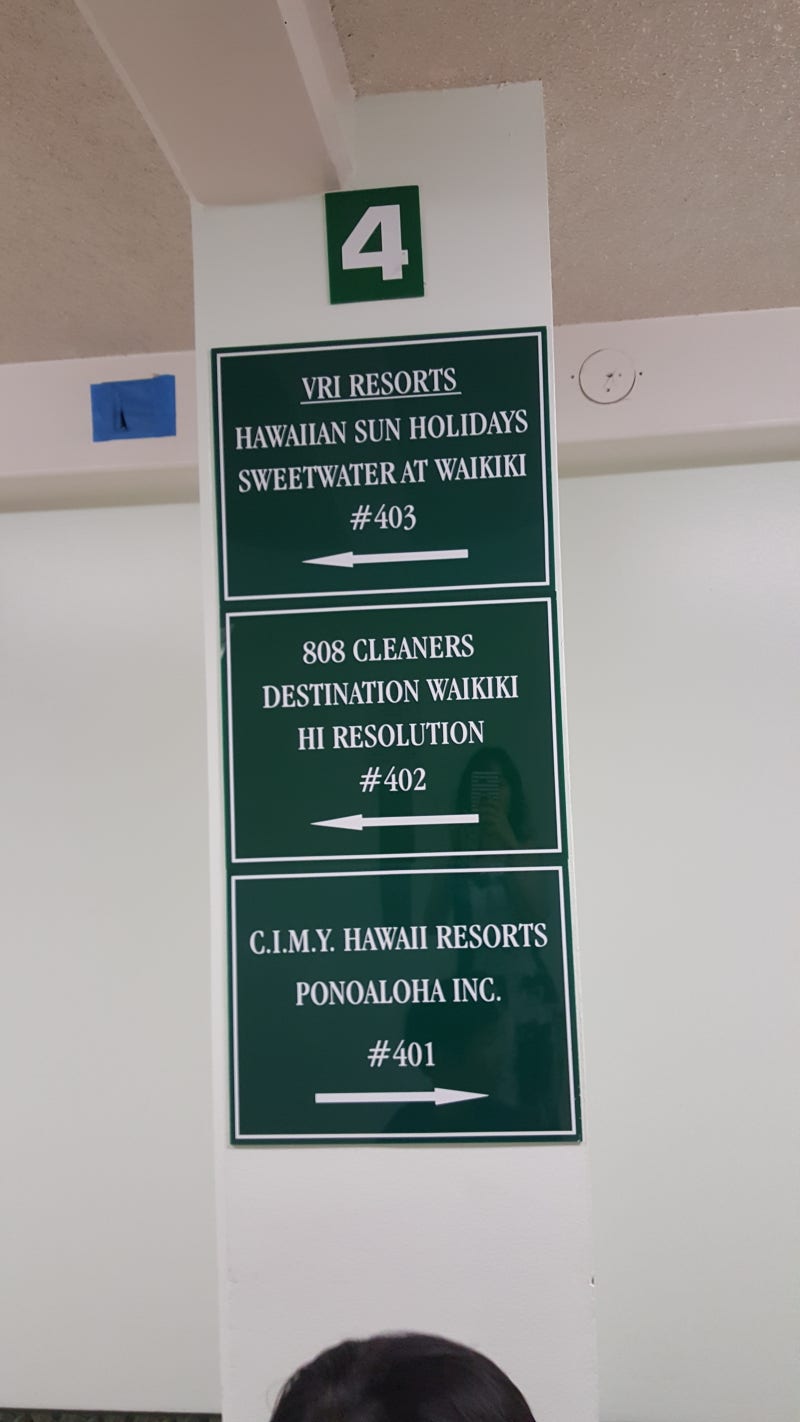 4
VRI RESORTS
HAWAIIAN SUN HOLIDAYS
SWEETWATER AT WAIKIKI
#403
808 CLEANERS
DESTINATION WAIKIKI
HI RESOLUTION
#402
C.I.M.Y. HAWAII RESORTS
PONOALOHA INC.
#401